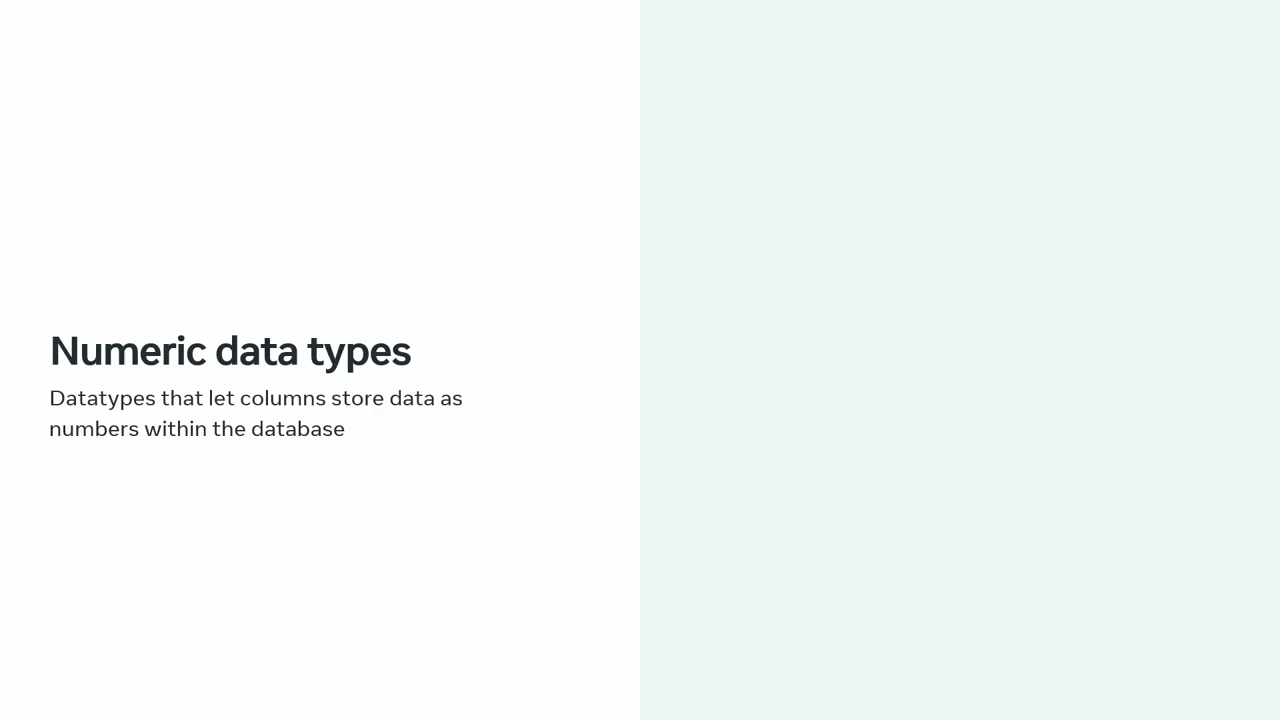 Numeric data types
Datatypes that let columns store data as
numbers within the database